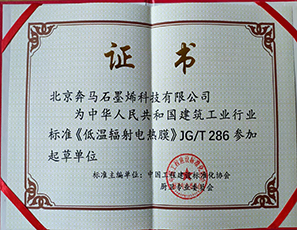 证书
北京奔马石墨烯科技有限公司
为中华人民共和国建筑工业行业
标准《低温辐射电热膜》JG/T 286 参加
起草单位
标准主编单位：中国工程建设标准化协会